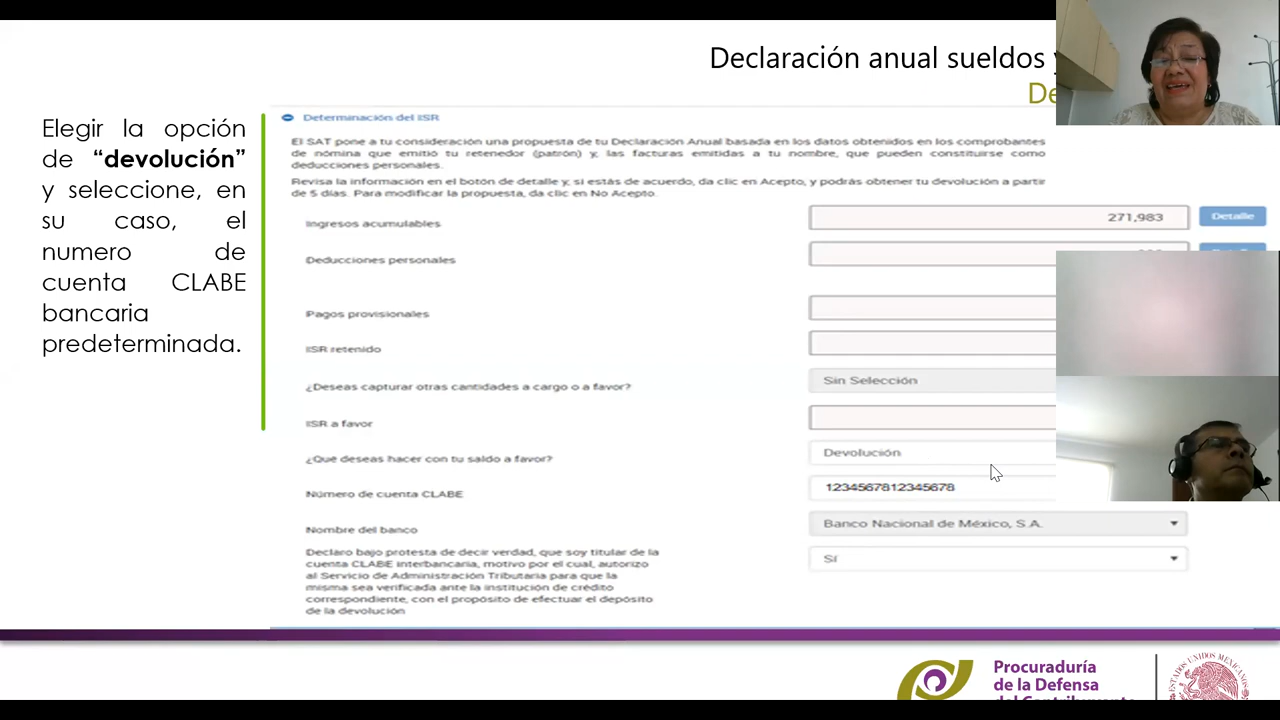 Declaración anual sueldos y
De
Elegir la opción
de “devolución”
y seleccione, en
su caso, el
numero de
cuenta CLABE
bancaria
predeterminada.
Determinación del ISR
El SAT pone a tu consideración una propuesta de tu Declaración Anual basada en los datos obtenidos en los comprobantes
de nómina que emitió tu retenedor (patrón) y, las facturas emitidas a tu nombre, que pueden constituirse como
deducciones personales.
Revisa la información en el botón de detalle y, si estás de acuerdo, da clic en Acepto, y podrás obtener tu devolución a partir
de 5 días. Para modificar la propuesta, da clic en No Acepto.
Ingresos acumulables 271,983 Detalle
Deducciones personales
Pagos provisionales
ISR retenido
¿Deseas capturar otras cantidades a cargo o a favor? Sin Selección
ISR a favor
¿Qué deseas hacer con tu saldo a favor? Devolución
Número de cuenta CLABE 1234567812345678
Nombre del banco Banco Nacional de México, S.A.
Declaro bajo protesta de decir verdad, que soy titular de la Sí
cuenta CLABE interbancaria, motivo por el cual, autorizo
al Servicio de Administración Tributaria para que la
misma sea verificada ante la institución de crédito
correspondiente, con el propósito de efectuar el depósito
de la devolución
Procuraduría
de la Defensa
del Contribuyente
ESTADOS UNIDOS MEXICANOS